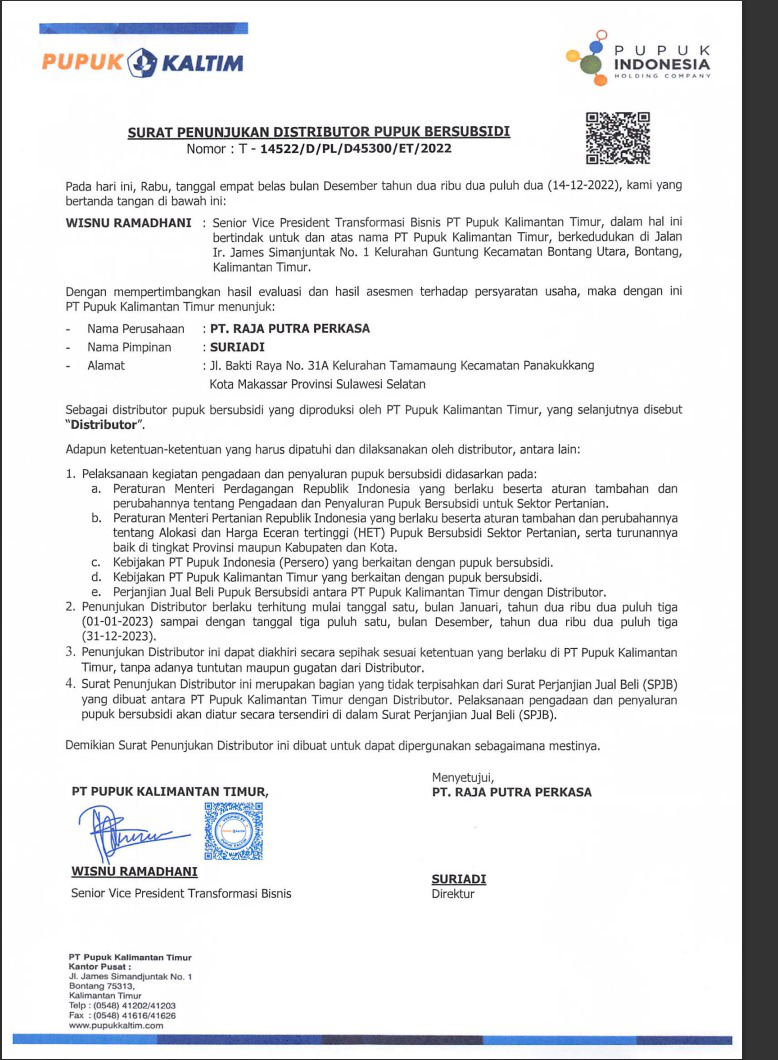 PUPUK KALTIM
PUPUK
INDONESIA
HOLDING COMPANY
SURAT PENUNJUKAN DISTRIBUTOR PUPUK BERSUBSIDI
Nomor : T - 14522/D/PL/D45300/ET/2022
Pada hari ini, Rabu, tanggal empat belas bulan Desember tahun dua ribu dua puluh dua (14-12-2022), kami yang
bertanda tangan di bawah ini:
WISNU RAMADHANI : Senior Vice President Transformasi Bisnis PT Pupuk Kalimantan Timur, dalam hal ini
bertindak untuk dan atas nama PT Pupuk Kalimantan Timur, berkedudukan di Jalan
Ir. James Simanjuntak No. 1 Kelurahan Guntung Kecamatan Bontang Utara, Bontang,
Kalimantan Timur.
Dengan mempertimbangkan hasil evaluasi dan hasil asesmen terhadap persyaratan usaha, maka dengan ini
PT Pupuk Kalimantan Timur menunjuk:
- Nama Perusahaan : PT. RAJA PUTRA PERKASA
- Nama Pimpinan : SURIADI
- Alamat : Jl. Bakti Raya No. 31A Kelurahan Tamamaung Kecamatan Panakukkang
Kota Makassar Provinsi Sulawesi Selatan
Sebagai distributor pupuk bersubsidi yang diproduksi oleh PT Pupuk Kalimantan Timur, yang selanjutnya disebut
“Distributor”.
Adapun ketentuan-ketentuan yang harus dipatuhi dan dilaksanakan oleh distributor, antara lain:
1. Pelaksanaan kegiatan pengadaan dan penyaluran pupuk bersubsidi didasarkan pada:
a. Peraturan Menteri Perdagangan Republik Indonesia yang berlaku beserta aturan tambahan dan
perubahannya tentang Pengadaan dan Penyaluran Pupuk Bersubsidi untuk Sektor Pertanian.
b. Peraturan Menteri Pertanian Republik Indonesia yang berlaku beserta aturan tambahan dan perubahannya
tentang Alokasi dan Harga Eceran tertinggi (HET) Pupuk Bersubsidi Sektor Pertanian, serta turunannya
baik di tingkat Provinsi maupun Kabupaten dan Kota.
c. Kebijakan PT Pupuk Indonesia (Persero) yang berkaitan dengan pupuk bersubsidi.
d. Kebijakan PT Pupuk Kalimantan Timur yang berkaitan dengan pupuk bersubsidi.
e. Perjanjian Jual Beli Pupuk Bersubsidi antara PT Pupuk Kalimantan Timur dengan Distributor.
2. Penunjukan Distributor berlaku terhitung mulai tanggal satu, bulan Januari, tahun dua ribu dua puluh tiga
(01-01-2023) sampai dengan tanggal tiga puluh satu, bulan Desember, tahun dua ribu dua puluh tiga
(31-12-2023).
3. Penunjukan Distributor ini dapat diakhiri secara sepihak sesuai ketentuan yang berlaku di PT Pupuk Kalimantan
Timur, tanpa adanya tuntutan maupun gugatan dari Distributor.
4. Surat Penunjukan Distributor ini merupakan bagian yang tidak terpisahkan dari Surat Perjanjian Jual Beli (SPJB)
yang dibuat antara PT Pupuk Kalimantan Timur dengan Distributor. Pelaksanaan pengadaan dan penyaluran
pupuk bersubsidi akan diatur secara tersendiri di dalam Surat Perjanjian Jual Beli (SPJB).
Demikian Surat Penunjukan Distributor ini dibuat untuk dapat dipergunakan sebagaimana mestinya.
PT PUPUK KALIMANTAN TIMUR,
WISNU RAMADHANI
Senior Vice President Transformasi Bisnis
Menyetujui,
PT. RAJA PUTRA PERKASA
SURIADI
Direktur
PT Pupuk Kalimantan Timur
Kantor Pusat :
Jl. James Simandjuntak No. 1
Bontang 75313,
Kalimantan Timur
Telp : (0548) 41202/41203
Fax : (0548) 41616/41626
www.pupukkaltim.com